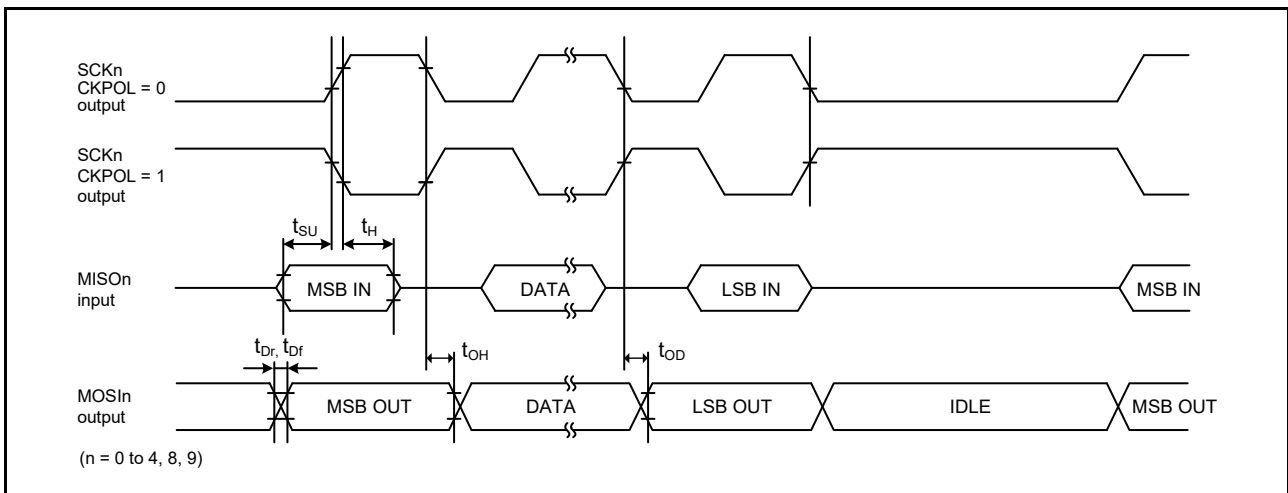 SCKn
CKPOL = 0
output
SCKn
CKPOL = 1
output
tSU
tH
MISOn
input
MSB IN
DATA
LSB IN
MSB IN
tDr, tDf
tOH
tOD
MOSIn
output
MSB OUT
DATA
LSB OUT
IDLE
MSB OUT
(n = 0 to 4, 8, 9)